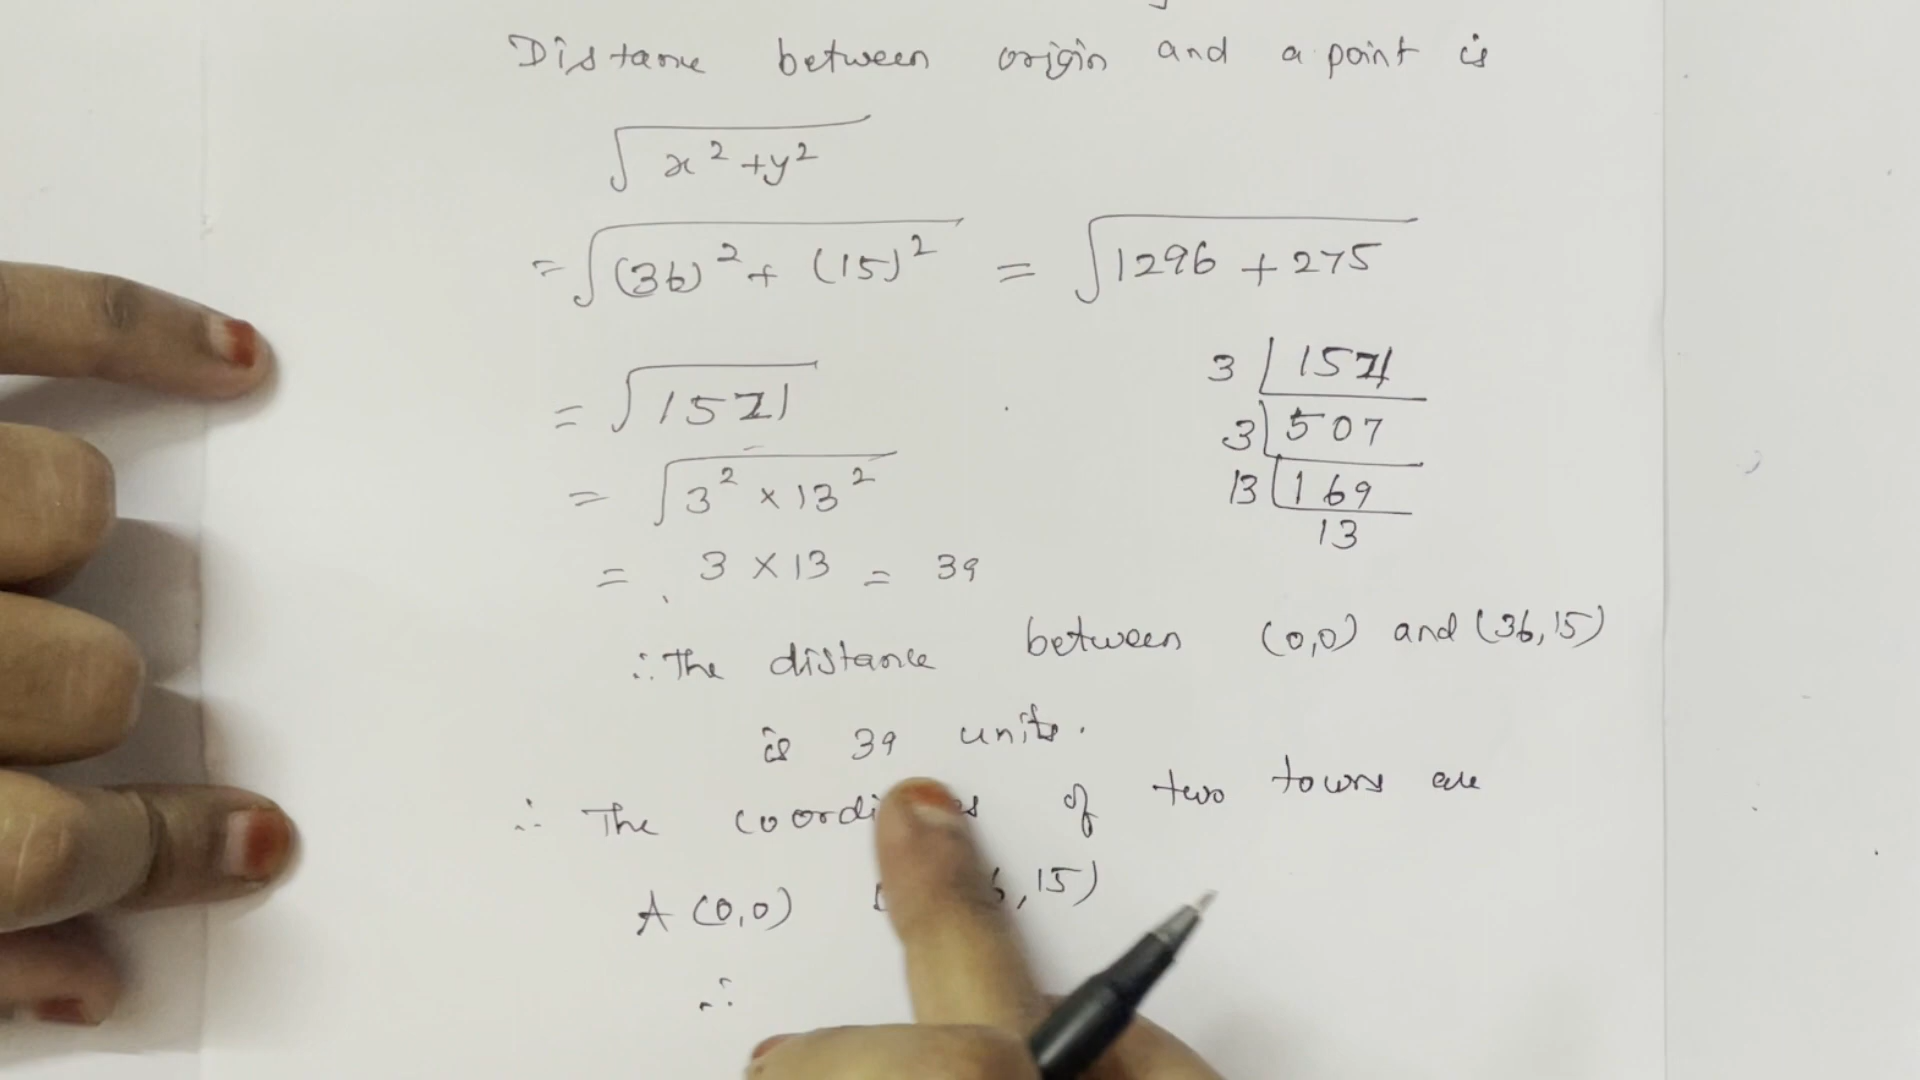 Distance between origin and a point is
√x² + y²
= √(36)² + (15)² = √1296 + 275
= √1521
= √3² × 13²
= 3 × 13 = 39
3 | 1521
3 | 507
13 | 169
13
∴ The distance between (0,0) and (36,15)
is 39 units.
∴ The of two towns are
A (0,0) ,15)
∴